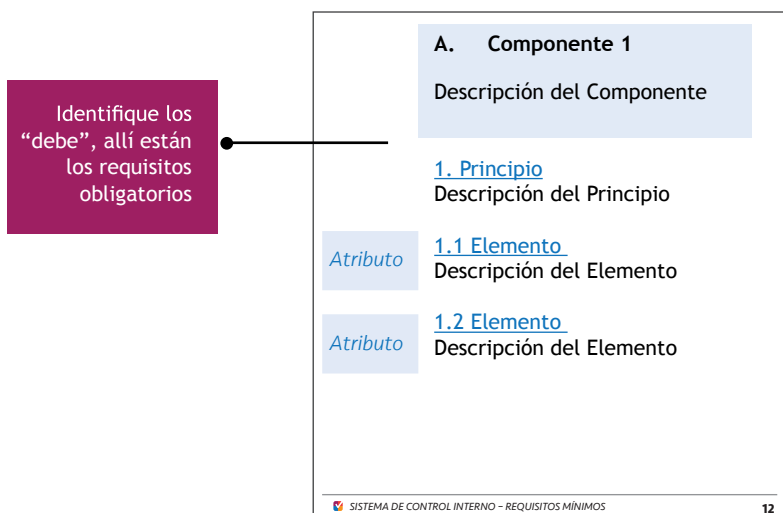 A. Componente 1
Descripción del Componente
Identifique los
“debe”, allí están
los requisitos
obligatorios
1. Principio
Descripción del Principio
Atributo
1.1 Elemento
Descripción del Elemento
Atributo
1.2 Elemento
Descripción del Elemento
SISTEMA DE CONTROL INTERNO – REQUISITOS MÍNIMOS
12